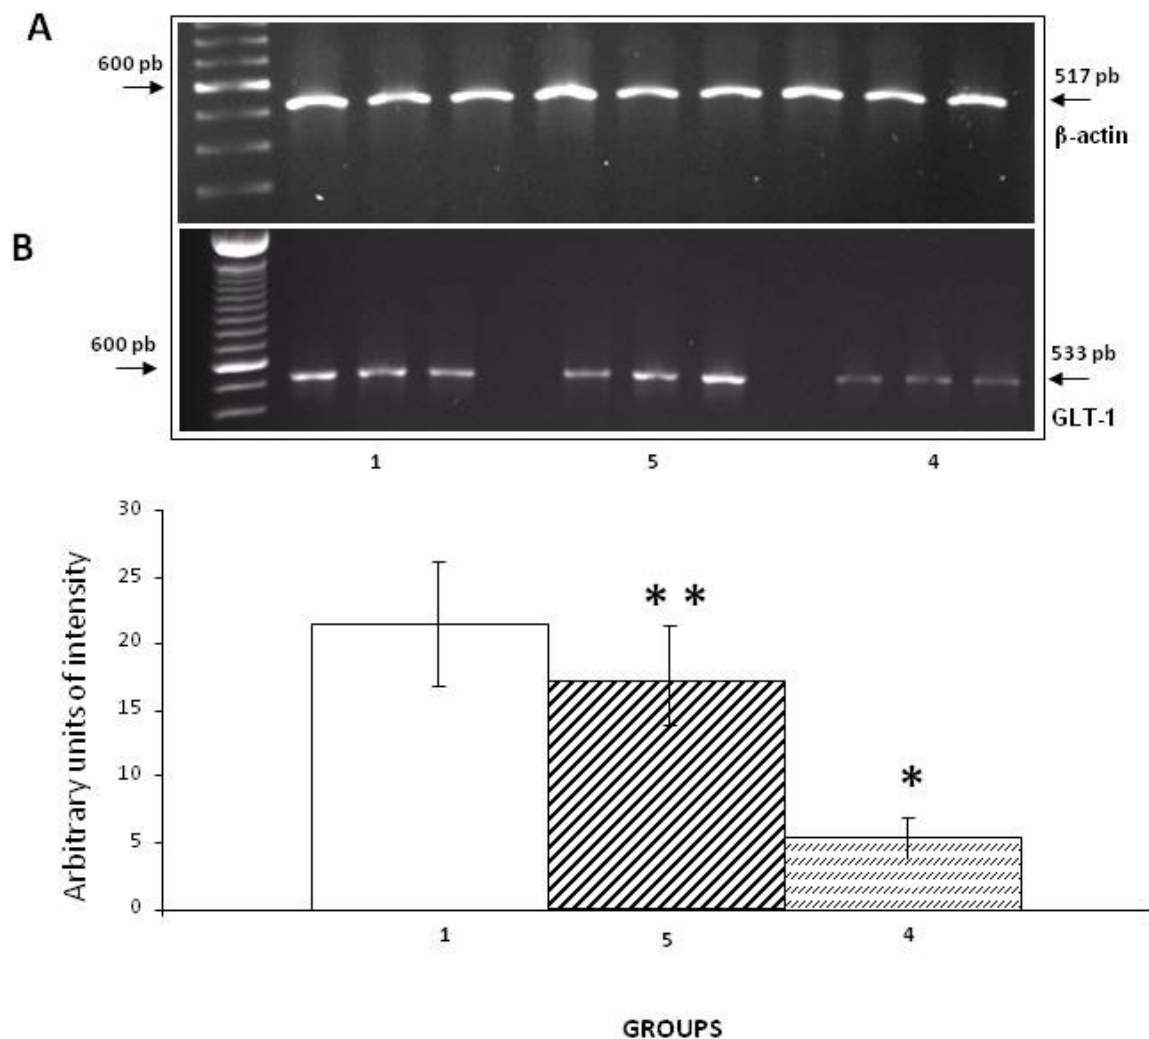 A
600 pb
517 pb
β-actin
B
600 pb
533 pb
GLT-1
1 5 4
30
25
20
15
10
5
0
Arbitrary units of intensity
* *
*
1 5 4
GROUPS